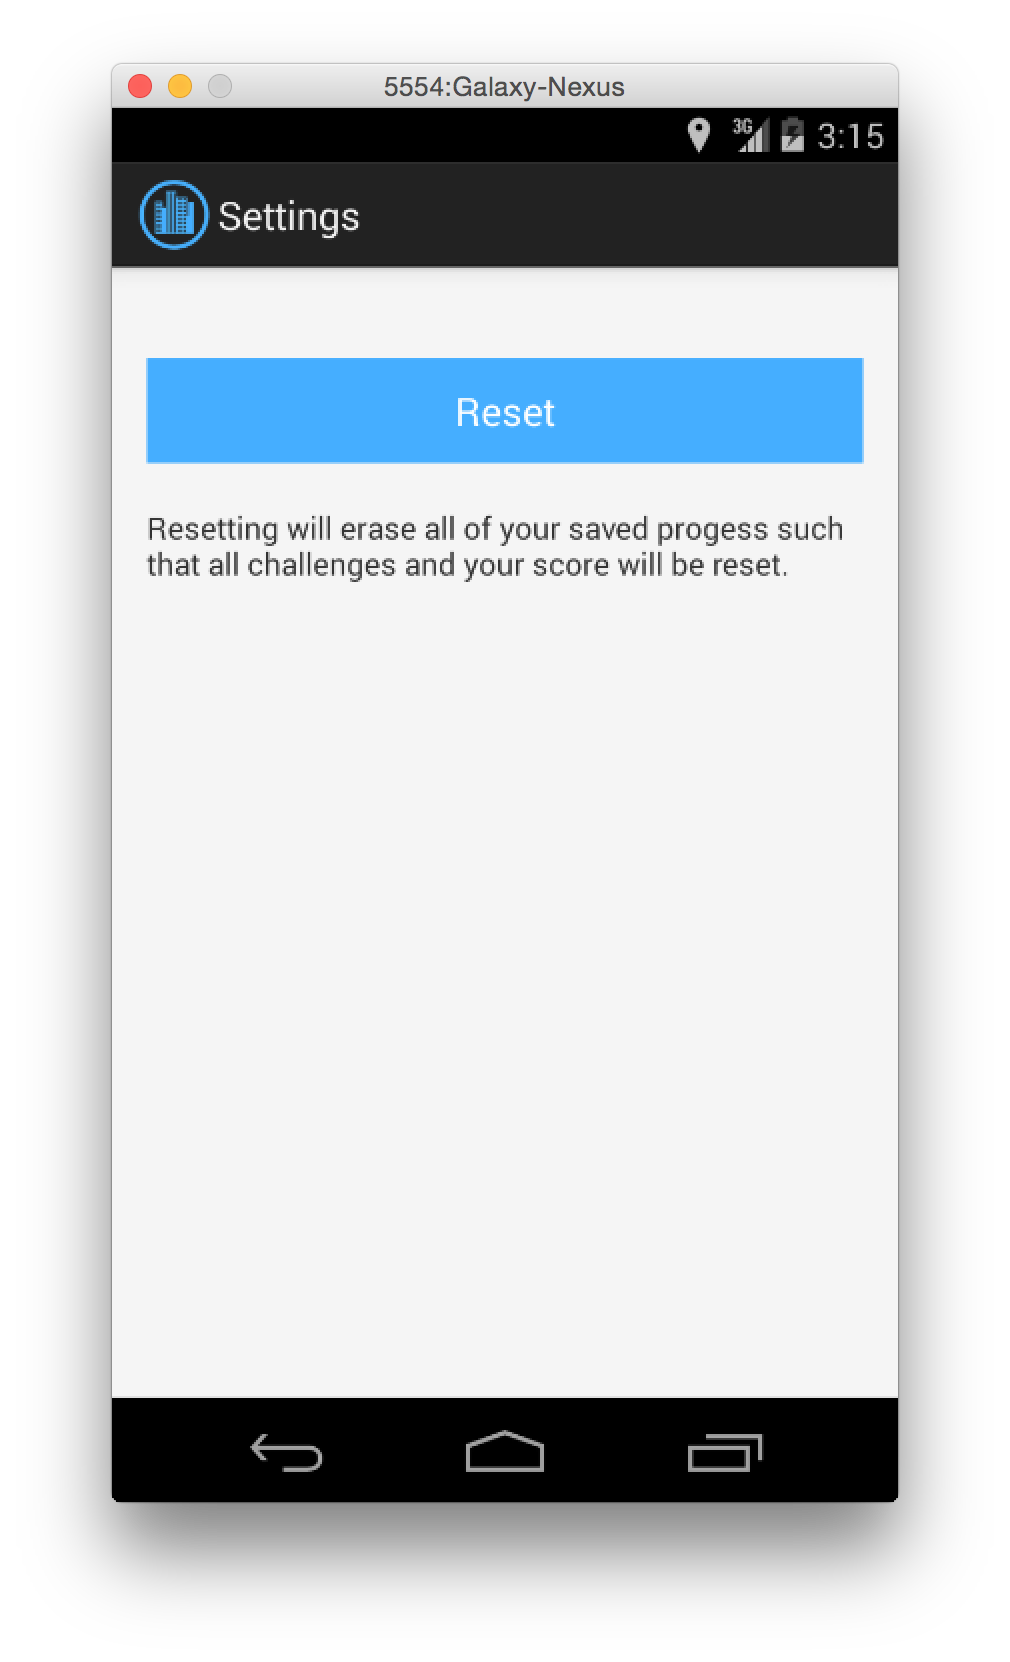 5554:Galaxy-Nexus
3G 3:15
Settings
Reset
Resetting will erase all of your saved progess such
that all challenges and your score will be reset.